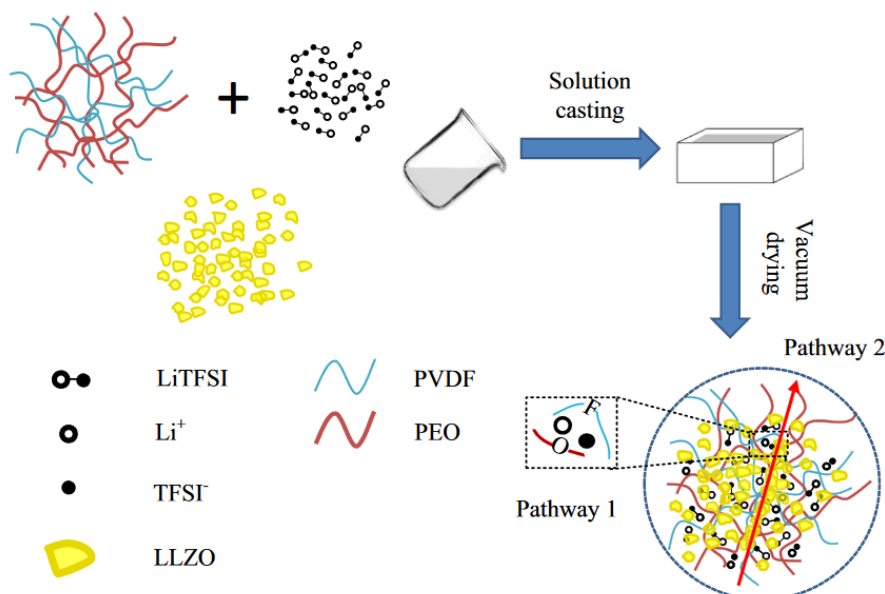 +
Solution
casting
Vacuum
drying
Pathway 2
F
O
Pathway 1
LiTFSI
PVDF
Li⁺
PEO
TFSI⁻
LLZO